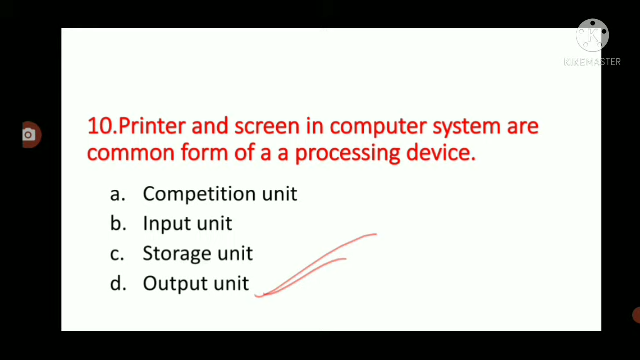 KINEMASTER
10.Printer and screen in computer system are
common form of a a processing device.
a. Competition unit
b. Input unit
c. Storage unit
d. Output unit